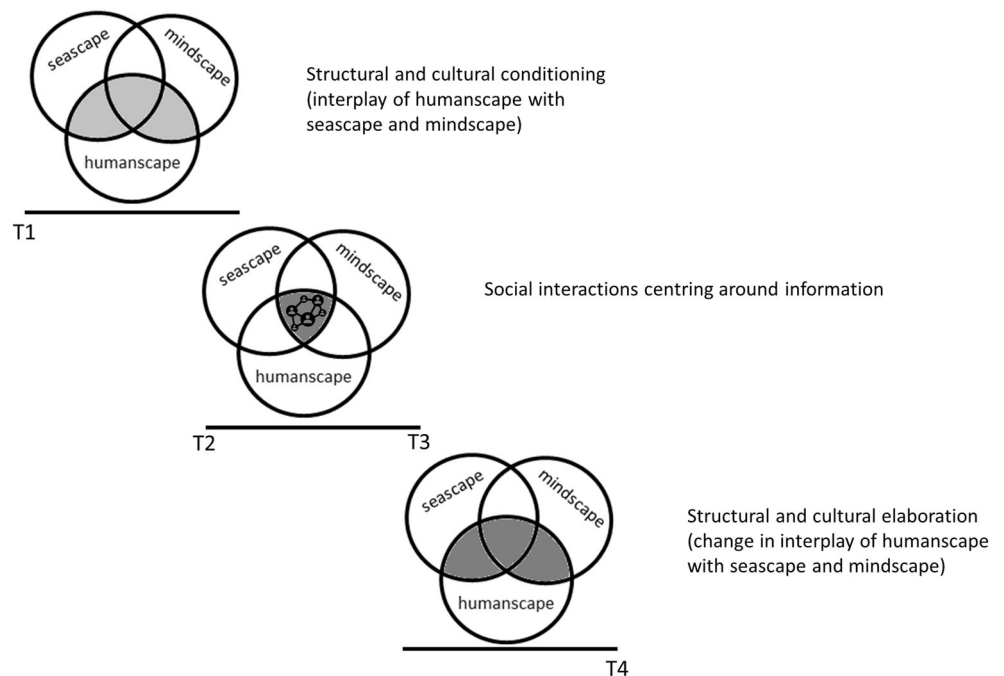 seascape
mindscape
humanscape
Structural and cultural conditioning
(interplay of humanscape with
seascape and mindscape)
T1
seascape
mindscape
humanscape
Social interactions centring around information
T2
T3
seascape
mindscape
humanscape
Structural and cultural elaboration
(change in interplay of humanscape
with seascape and mindscape)
T4